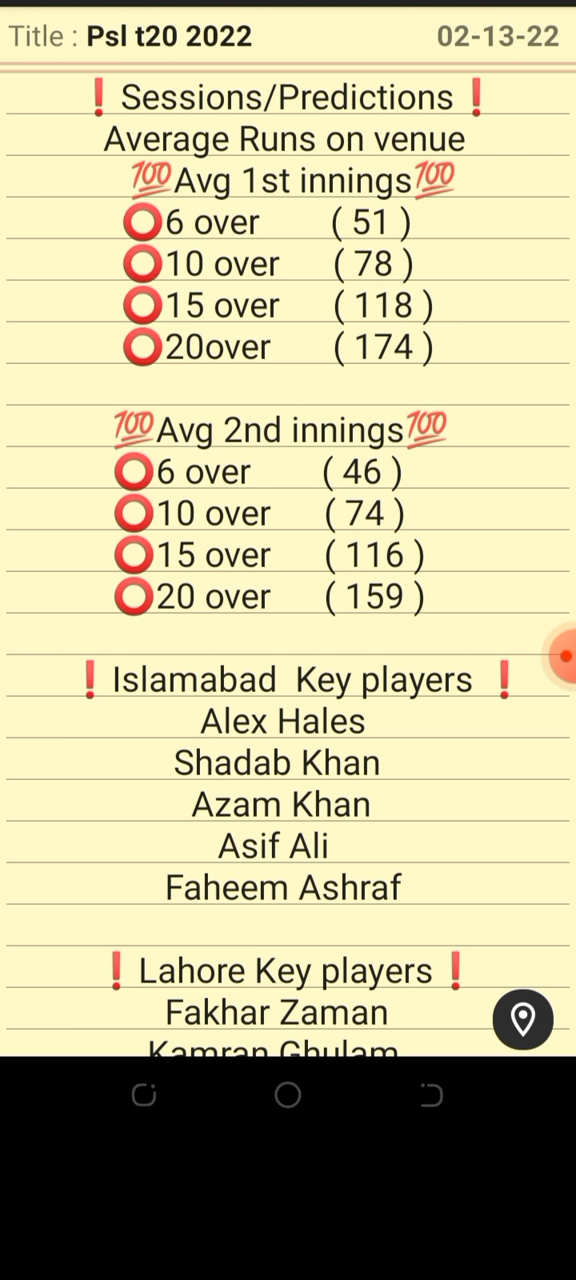 Title : Psl t20 2022 02-13-22
❗ Sessions/Predictions ❗
Average Runs on venue
💯Avg 1st innings💯
⭕6 over ( 51 )
⭕10 over ( 78 )
⭕15 over ( 118 )
⭕20over ( 174 )
💯Avg 2nd innings💯
⭕6 over ( 46 )
⭕10 over ( 74 )
⭕15 over ( 116 )
⭕20 over ( 159 )
❗ Islamabad Key players ❗
Alex Hales
Shadab Khan
Azam Khan
Asif Ali
Faheem Ashraf
❗ Lahore Key players ❗
Fakhar Zaman
Kamran Ghulam